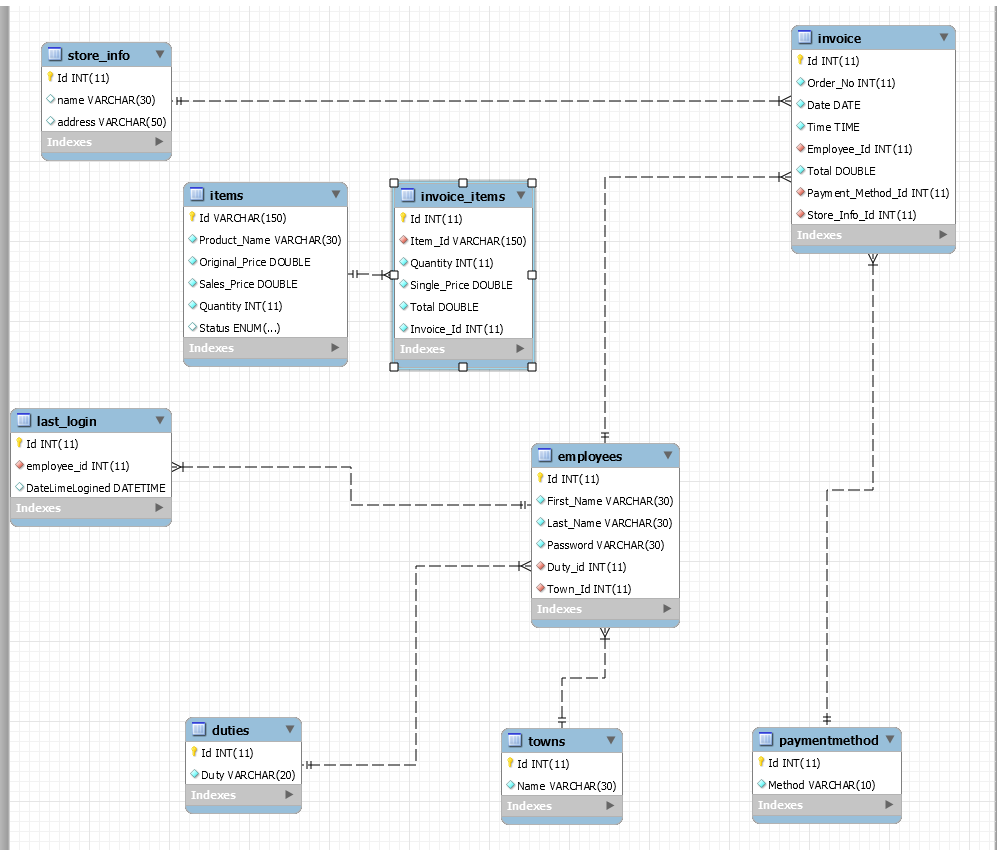 store_info
Id INT(11)
name VARCHAR(30)
address VARCHAR(50)
Indexes
invoice
Id INT(11)
Order_No INT(11)
Date DATE
Time TIME
Employee_Id INT(11)
Total DOUBLE
Payment_Method_Id INT(11)
Store_Info_Id INT(11)
Indexes
items
Id VARCHAR(150)
Product_Name VARCHAR(30)
Original_Price DOUBLE
Sales_Price DOUBLE
Quantity INT(11)
Status ENUM(...)
Indexes
invoice_items
Id INT(11)
Item_Id VARCHAR(150)
Quantity INT(11)
Single_Price DOUBLE
Total DOUBLE
Invoice_Id INT(11)
Indexes
last_login
Id INT(11)
employee_id INT(11)
DateLimeLogined DATETIME
Indexes
employees
Id INT(11)
First_Name VARCHAR(30)
Last_Name VARCHAR(30)
Password VARCHAR(30)
Duty_id INT(11)
Town_Id INT(11)
Indexes
duties
Id INT(11)
Duty VARCHAR(20)
Indexes
towns
Id INT(11)
Name VARCHAR(30)
Indexes
paymentmethod
Id INT(11)
Method VARCHAR(10)
Indexes